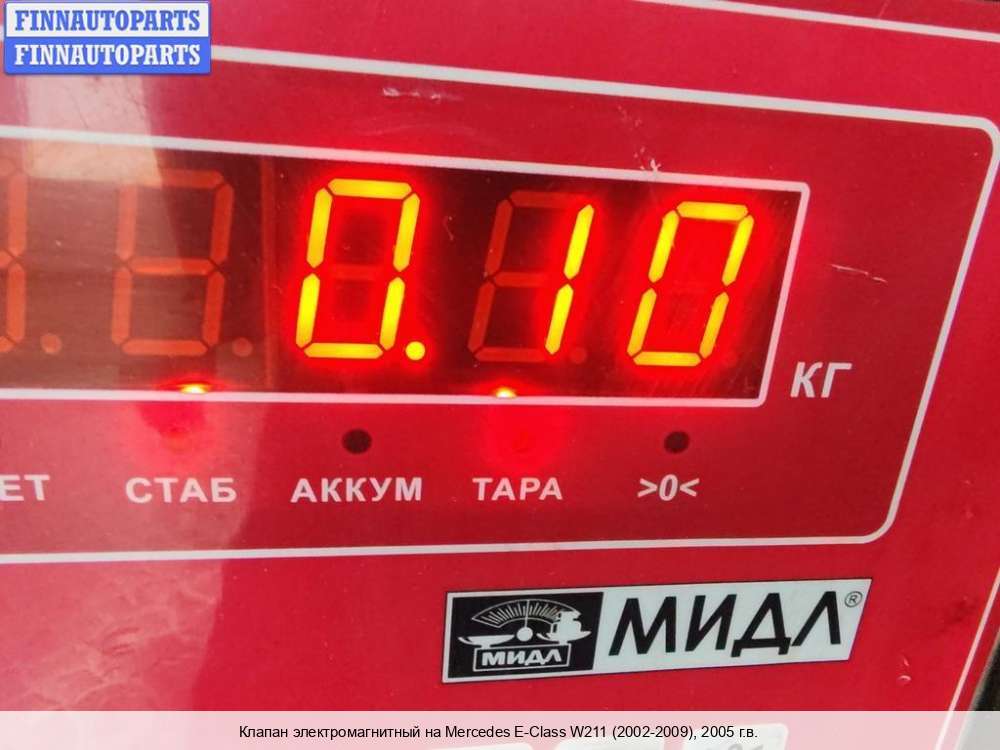 FINNAUTOPARTS
FINNAUTOPARTS
0.10
КГ
СТАБ АККУМ ТАРА >0<
МИДЛ МИДЛ®
Клапан электромагнитный на Mercedes E-Class W211 (2002-2009), 2005 г.в.